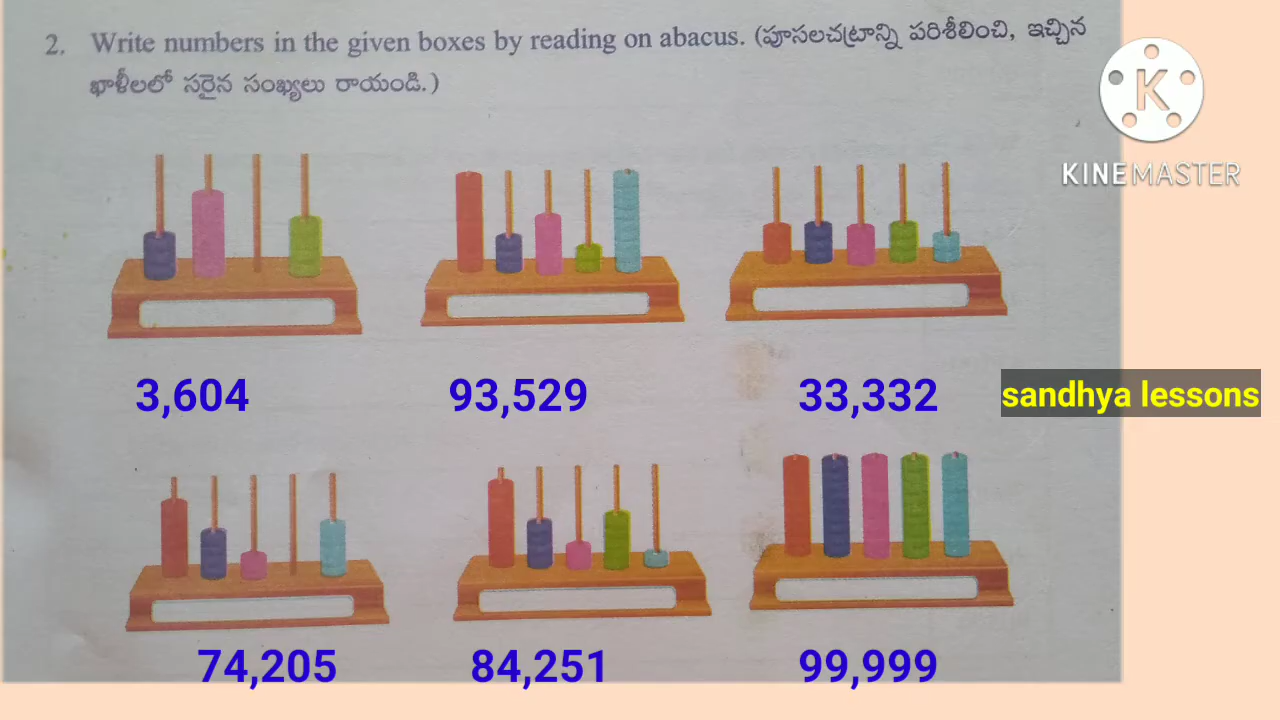 2. Write numbers in the given boxes by reading on abacus. (పూసలచట్రాన్ని పరిశీలించి, ఇచ్చిన
ఖాళీలలో సరైన సంఖ్యలు రాయండి.)
K
KINEMASTER
3,604 93,529 33,332
sandhya lessons
74,205 84,251 99,999